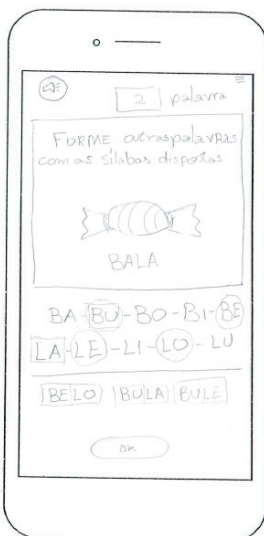 2 palavra
FORME outras palavras
com as sílabas dispostas
BALA
BA-BU-BO-BI-BE
LA-LE-LI-LO-LU
BELO BULA BULE
OK